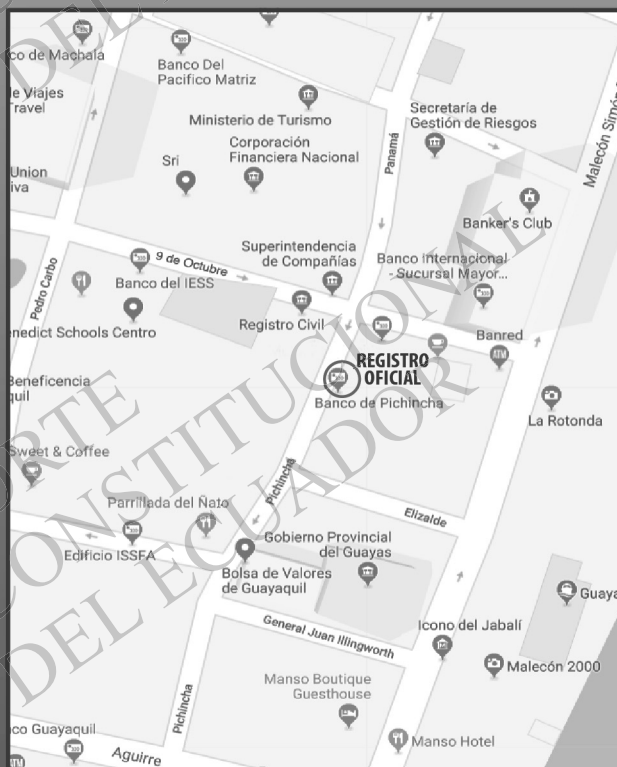 co de Machala
Banco Del
Pacifico Matriz
le Viajes
Travel
Ministerio de Turismo
Secretaría de
Gestión de Riesgos
Panamá
Malecón Simón
Corporación
Financiera Nacional
Sri
Union
iva
Banker's Club
Superintendencia
de Compañías
Banco Internacional
- Sucursal Mayor...
9 de Octubre
Banco del IESS
Pedro Carbo
Registro Civil
Banred
ATM
enedict Schools Centro
REGISTRO
OFICIAL
Banco de Pichincha
Beneficencia
quil
La Rotonda
Sweet & Coffee
Parrillada del Ñato
Pichincha
Elizalde
Edificio ISSFA
Gobierno Provincial
del Guayas
Bolsa de Valores
de Guayaquil
Guaya
General Juan Illingworth
Icono del Jabalí
Malecón 2000
Manso Boutique
Guesthouse
Pichincha
co Guayaquil
Manso Hotel
Aguirre
ATM
CORTE
CONSTITUCIONAL
DEL ECUADOR